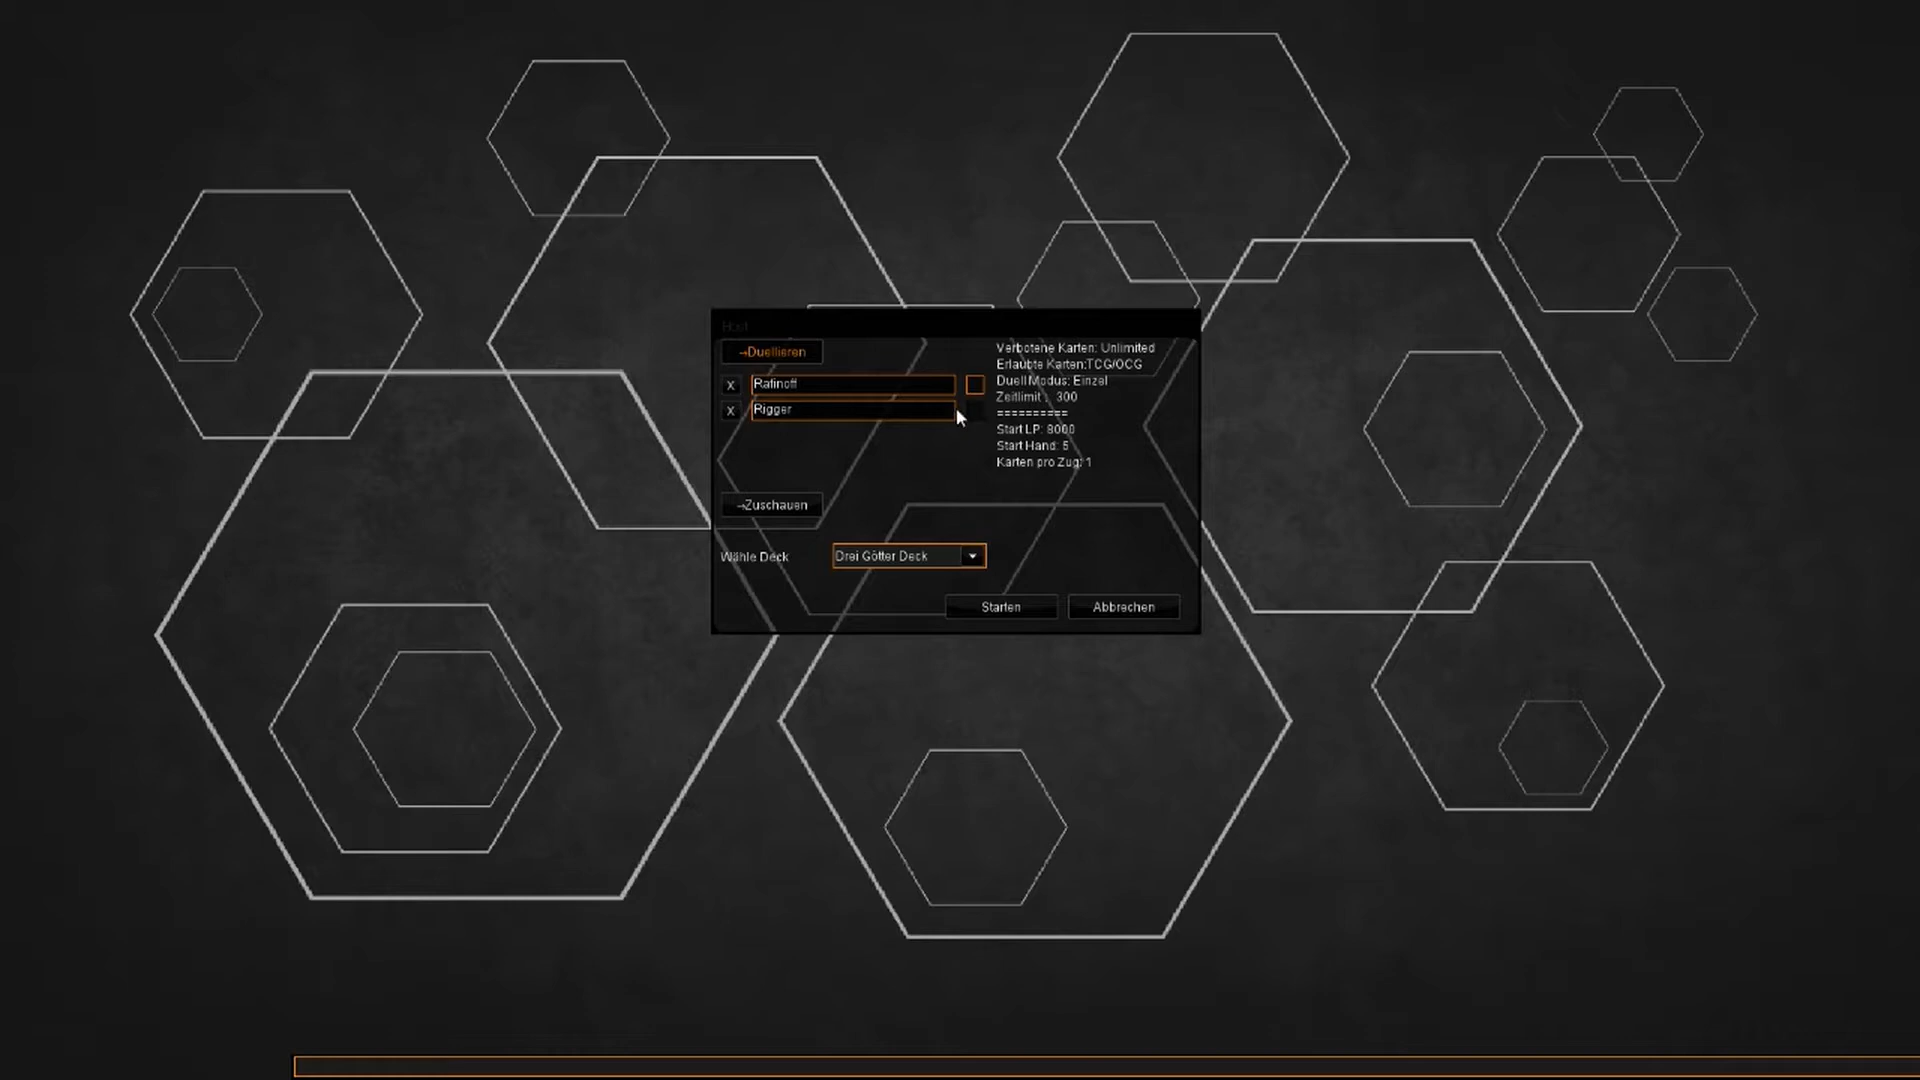 Host
→Duellieren
X Rafinoff
X Rigger
Verbotene Karten: Unlimited
Erlaubte Karten:TCG/OCG
Duell Modus: Einzel
Zeitlimit : 300
==========
Start LP: 8000
Start Hand: 5
Karten pro Zug: 1
→Zuschauen
Wähle Deck Drei Götter Deck
Starten Abbrechen